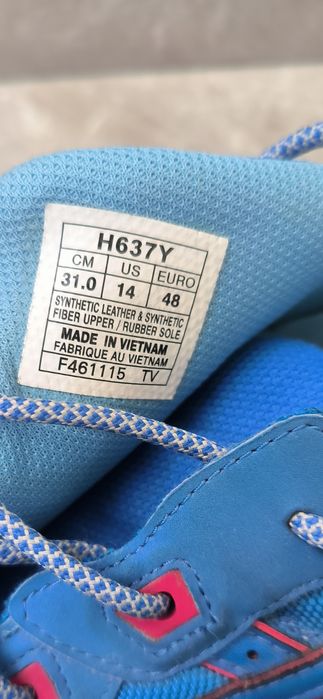 H637Y
CM US EURO
31.0 14 48
SYNTHETIC LEATHER & SYNTHETIC
FIBER UPPER / RUBBER SOLE
MADE IN VIETNAM
FABRIQUE AU VIETNAM
F461115 TV